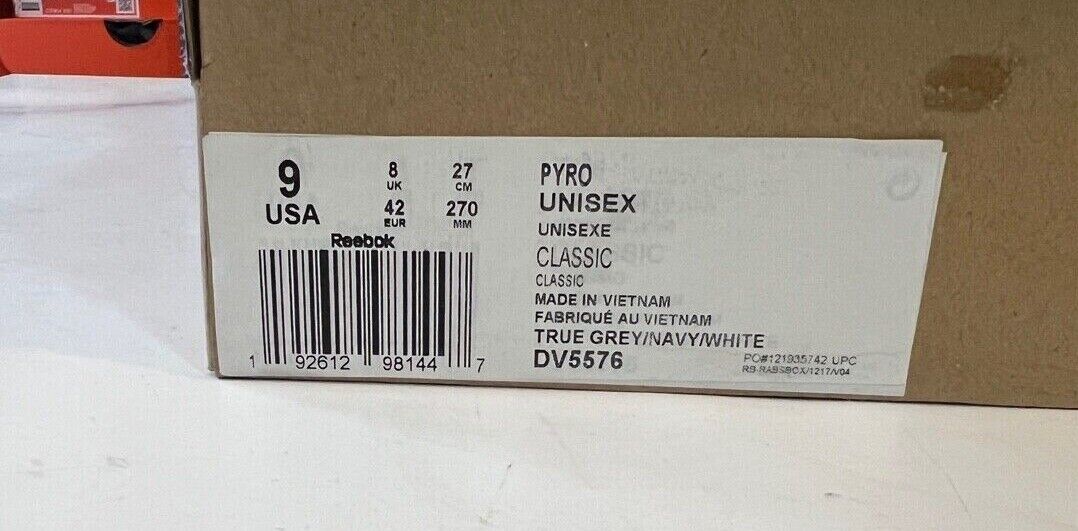 9
USA
8
UK
27
CM
42
EUR
270
MM
Reebok
1 92612 98144 7
PYRO
UNISEX
UNISEXE
CLASSIC
CLASSIC
MADE IN VIETNAM
FABRIQUÉ AU VIETNAM
TRUE GREY/NAVY/WHITE
DV5576
PO#121935742 UPC
RB-RABSBOX/1217/V04